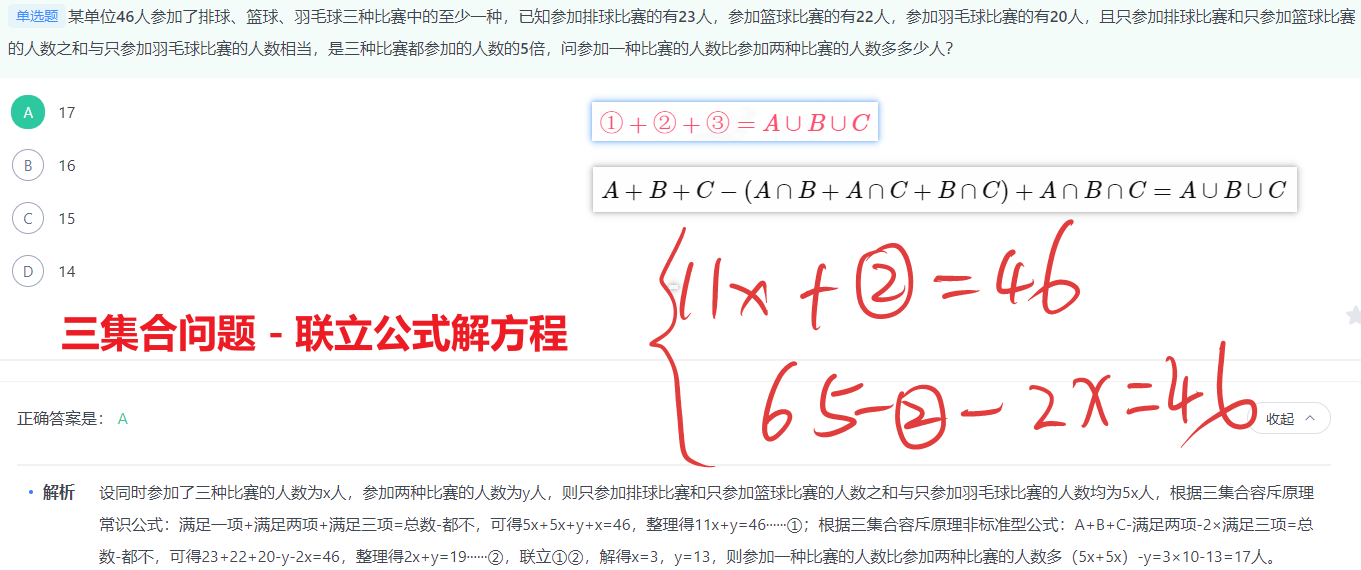 单选题 某单位46人参加了排球、篮球、羽毛球三种比赛中的至少一种，已知参加排球比赛的有23人，参加篮球比赛的有22人，参加羽毛球比赛的有20人，且只参加排球比赛和只参加篮球比赛
的人数之和与只参加羽毛球比赛的人数相当，是三种比赛都参加的人数的5倍，问参加一种比赛的人数比参加两种比赛的人数多多少人？
A 17
①+②+③=A∪B∪C
B 16
A+B+C-(A∩B+A∩C+B∩C)+A∩B∩C=A∪B∪C
C 15
D 14
11x+②=46
三集合问题 - 联立公式解方程
65-②-2x=46
正确答案是： A
收起
• 解析 设同时参加了三种比赛的人数为x人，参加两种比赛的人数为y人，则只参加排球比赛和只参加篮球比赛的人数之和与只参加羽毛球比赛的人数均为5x人，根据三集合容斥原理
常识公式：满足一项+满足两项+满足三项=总数-都不，可得5x+5x+y+x=46，整理得11x+y=46······①；根据三集合容斥原理非标准型公式：A+B+C-满足两项-2×满足三项=总
数-都不，可得23+22+20-y-2x=46，整理得2x+y=19······②，联立①②，解得x=3，y=13，则参加一种比赛的人数比参加两种比赛的人数多（5x+5x）-y=3×10-13=17人。